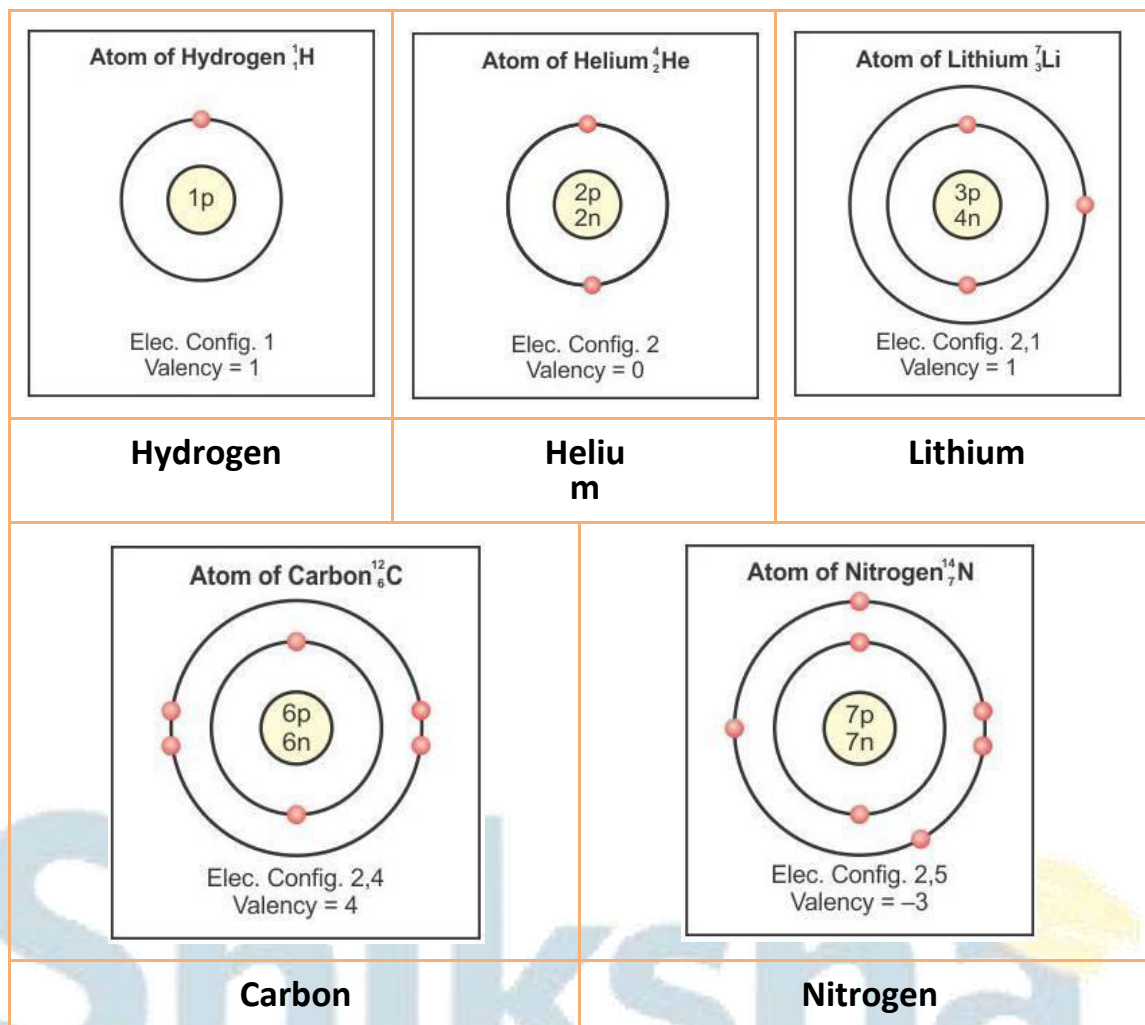 Atom of Hydrogen ¹₁H
1p
Elec. Config. 1
Valency = 1
Atom of Helium ⁴₂He
2p
2n
Elec. Config. 2
Valency = 0
Atom of Lithium ⁷₃Li
3p
4n
Elec. Config. 2,1
Valency = 1
Hydrogen
Heliu
m
Lithium
Atom of Carbon ¹²₆C
6p
6n
Elec. Config. 2,4
Valency = 4
Atom of Nitrogen ¹⁴₇N
7p
7n
Elec. Config. 2,5
Valency = –3
Carbon
Nitrogen
Shiksha